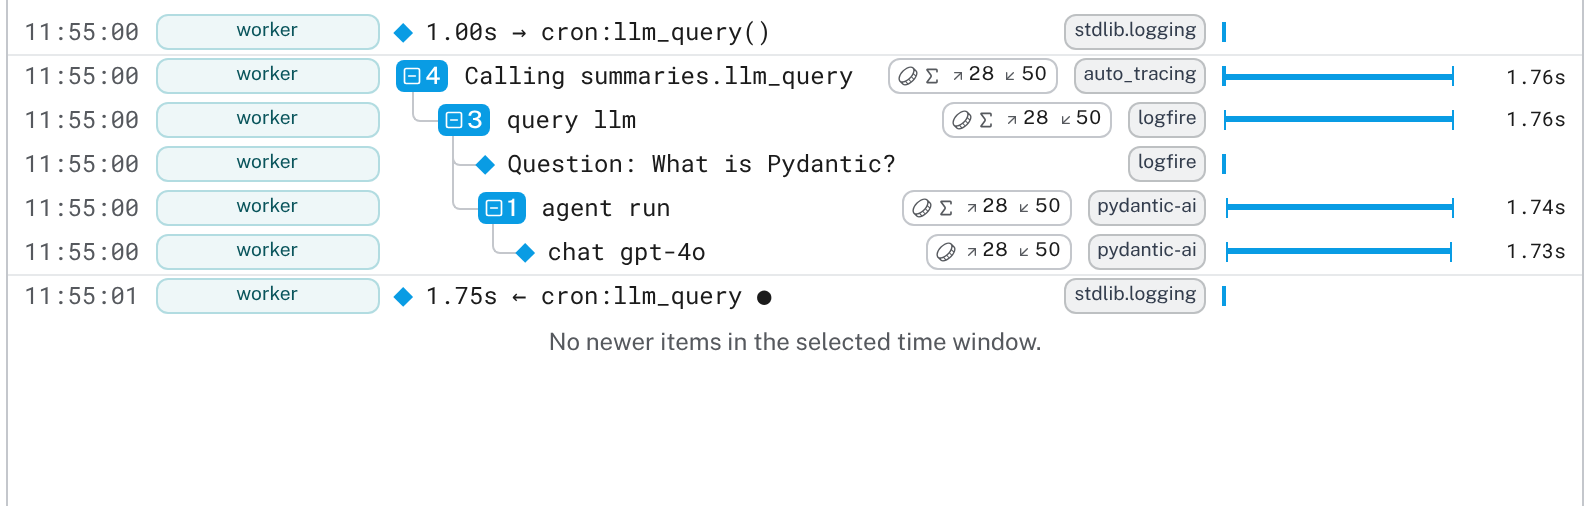 11:55:00 worker 1.00s → cron:llm_query() stdlib.logging
11:55:00 worker 4 Calling summaries.llm_query Σ ↗28 ↙50 auto_tracing 1.76s
11:55:00 worker 3 query llm Σ ↗28 ↙50 logfire 1.76s
11:55:00 worker Question: What is Pydantic? logfire
11:55:00 worker 1 agent run Σ ↗28 ↙50 pydantic-ai 1.74s
11:55:00 worker chat gpt-4o ↗28 ↙50 pydantic-ai 1.73s
11:55:01 worker 1.75s ← cron:llm_query ● stdlib.logging
No newer items in the selected time window.